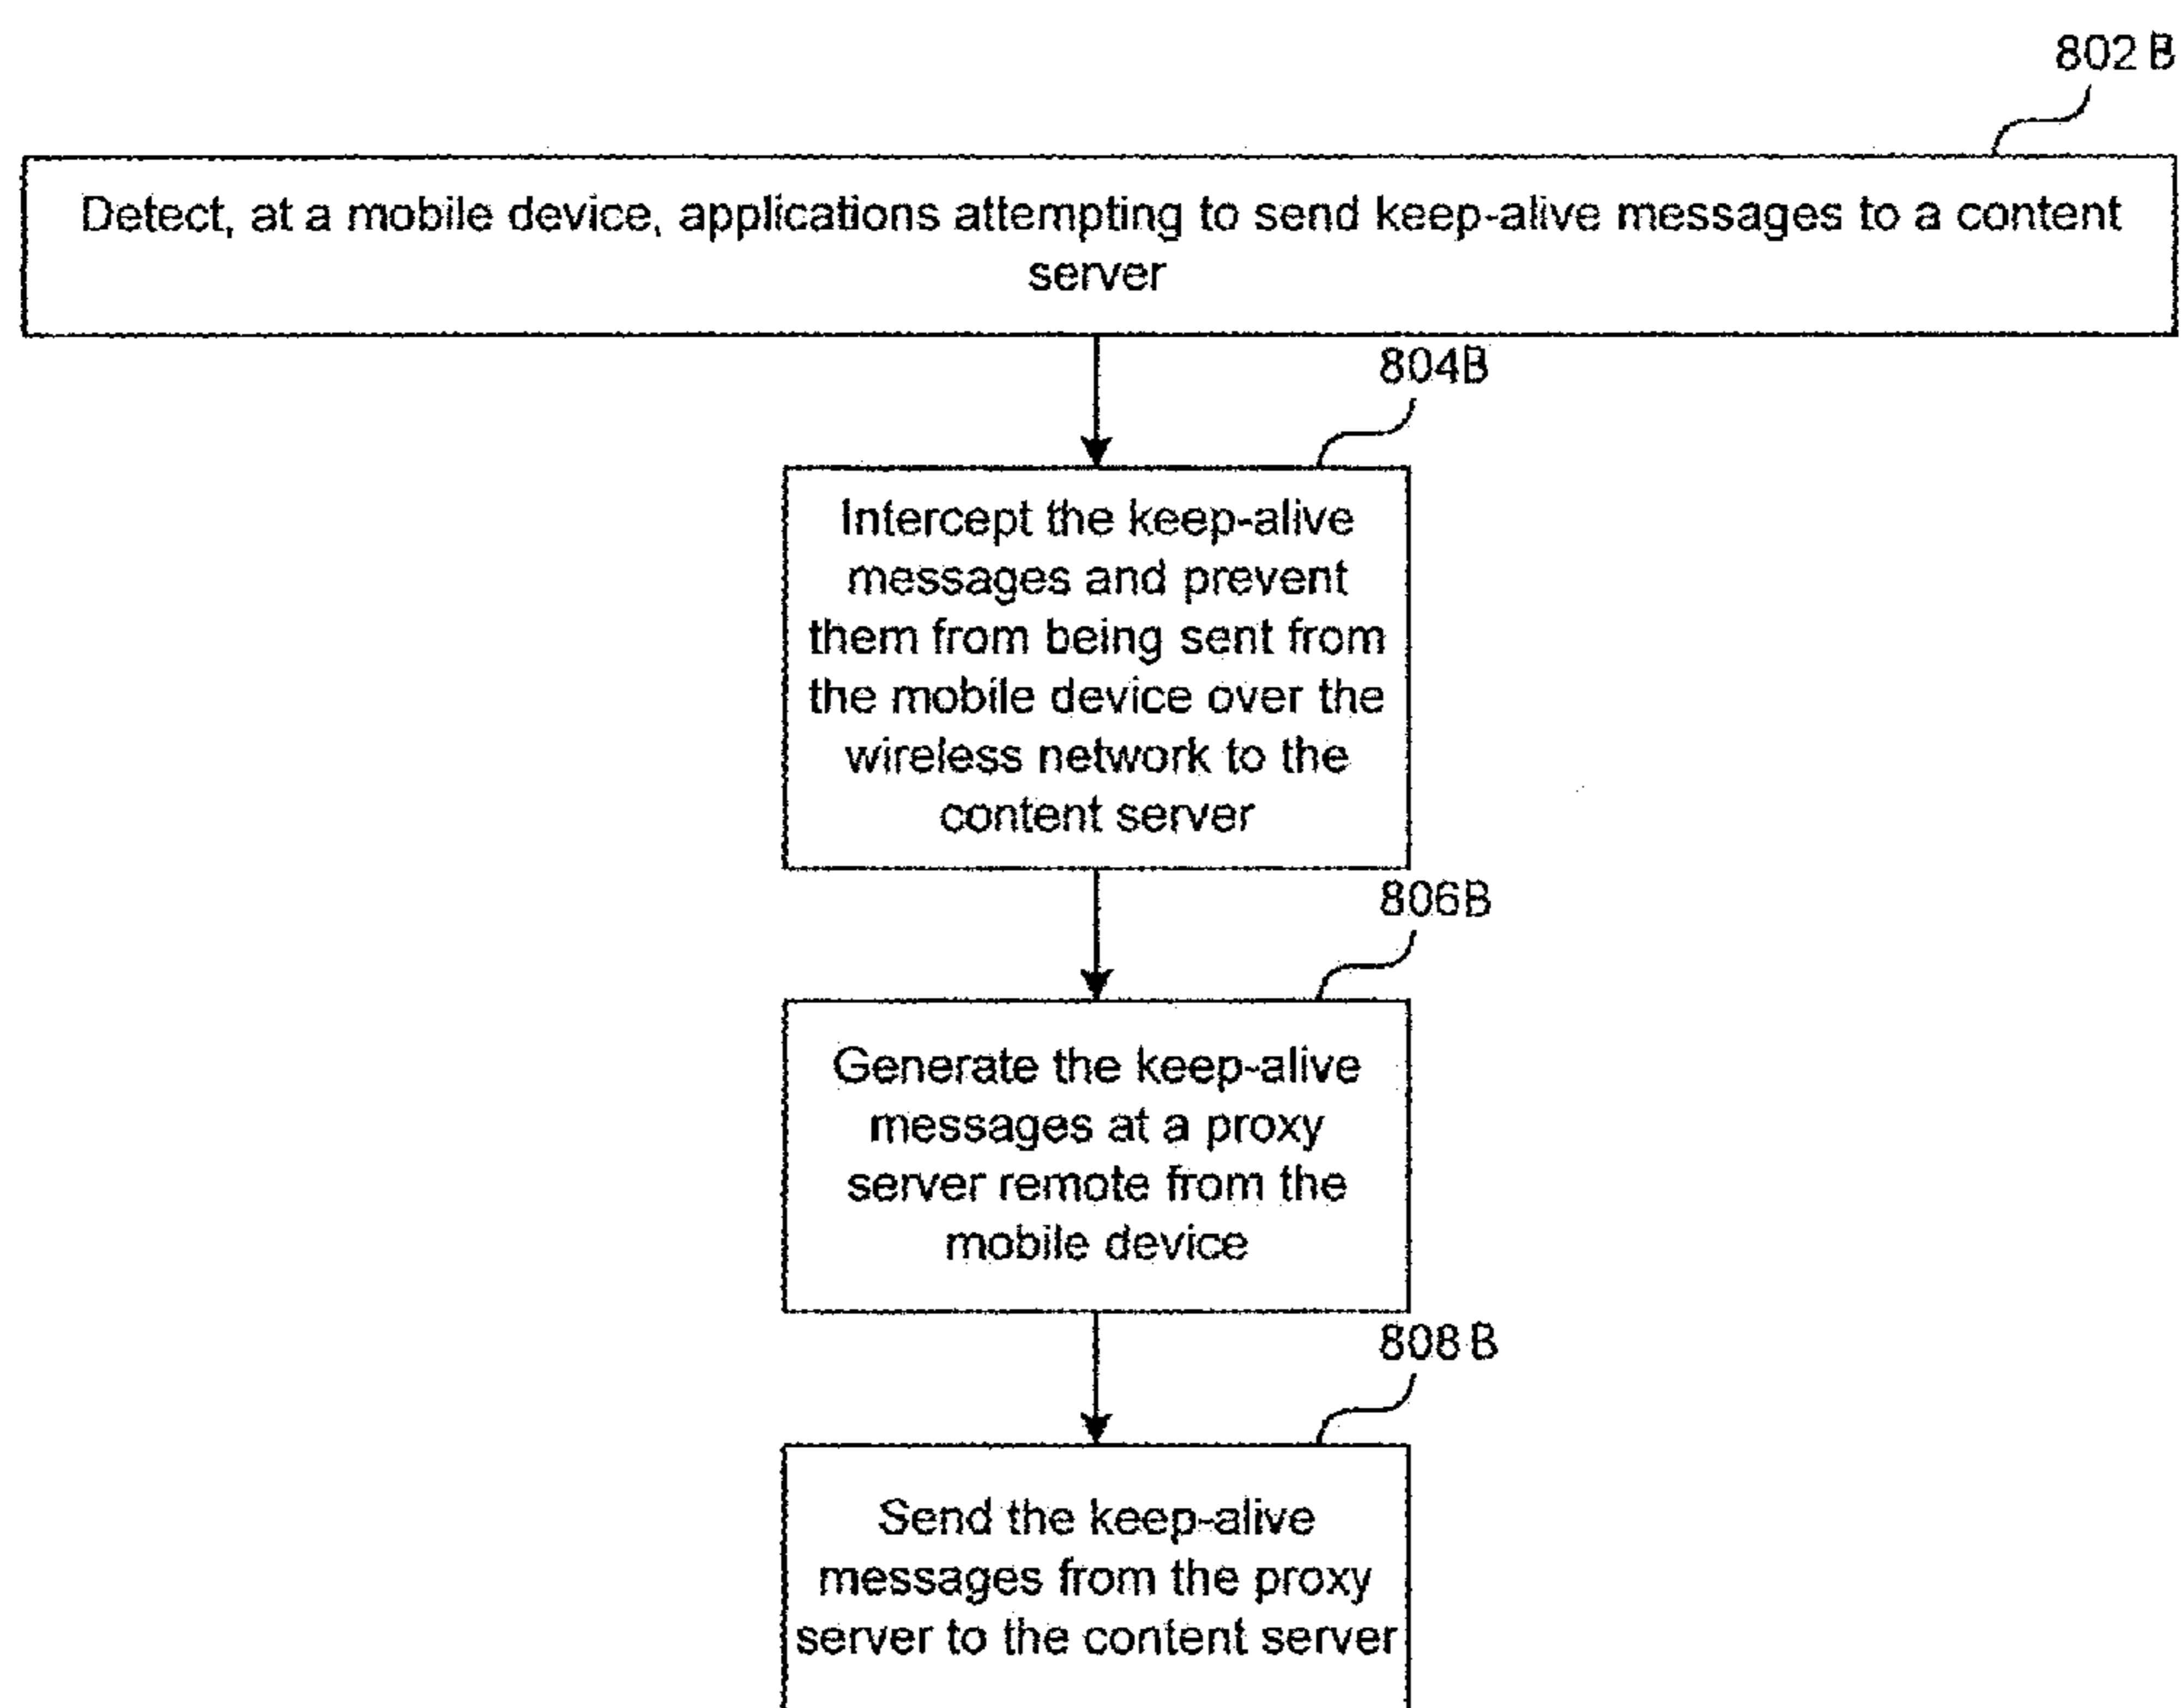 802 B
Detect, at a mobile device, applications attempting to send keep-alive messages to a content
server
804B
Intercept the keep-alive
messages and prevent
them from being sent from
the mobile device over the
wireless network to the
content server
806B
Generate the keep-alive
messages at a proxy
server remote from the
mobile device
808 B
Send the keep-alive
messages from the proxy
server to the content server